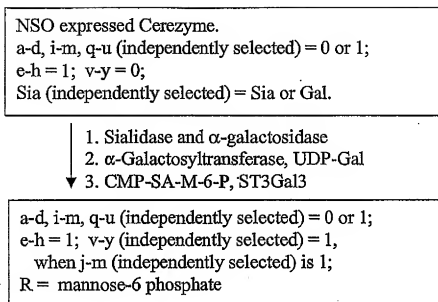 NSO expressed Cerezyme.
a-d, i-m, q-u (independently selected) = 0 or 1;
e-h = 1; v-y = 0;
Sia (independently selected) = Sia or Gal.
1. Sialidase and α-galactosidase
2. α-Galactosyltransferase, UDP-Gal
3. CMP-SA-M-6-P, ST3Gal3
a-d, i-m, q-u (independently selected) = 0 or 1;
e-h = 1; v-y (independently selected) = 1,
when j-m (independently selected) is 1;
R = mannose-6 phosphate